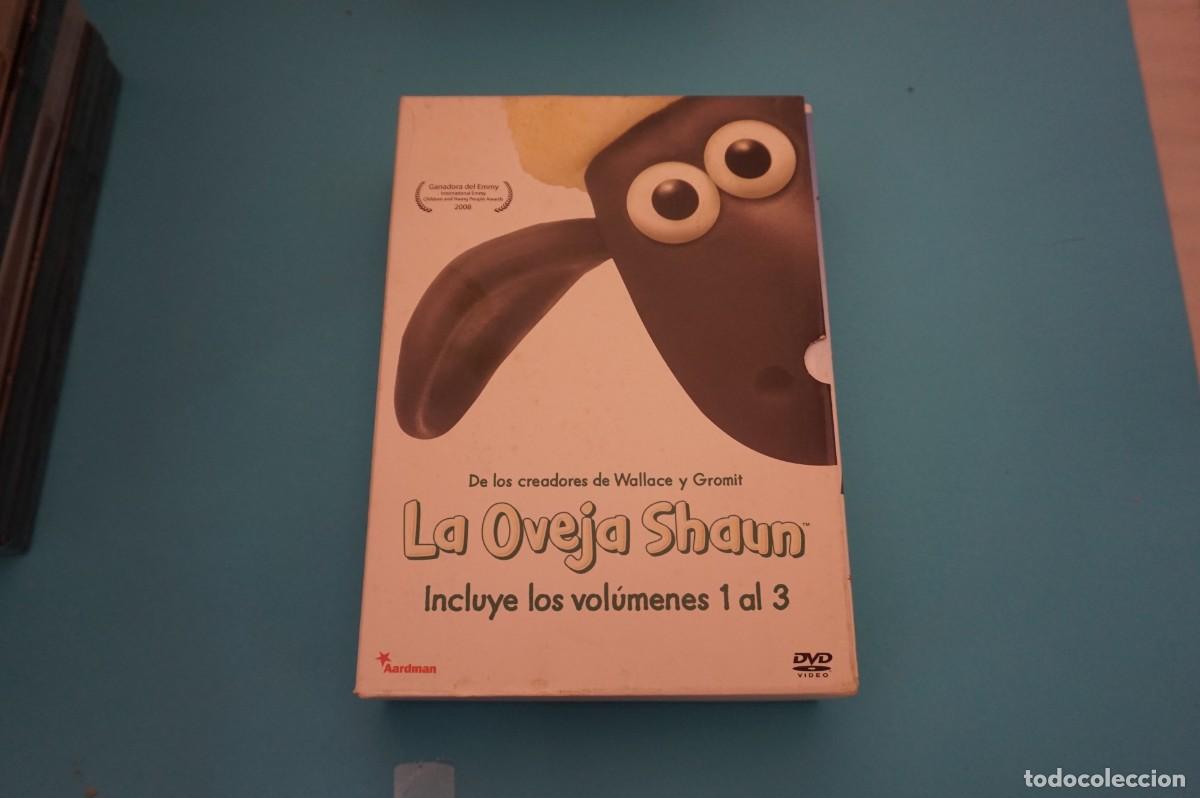 Ganadora del Emmy
International Emmy
Children and Young People Awards
2008
De los creadores de Wallace y Gromit
La Oveja Shaun™
Incluye los volúmenes 1 al 3
Aardman
DVD
VIDEO
todocoleccion